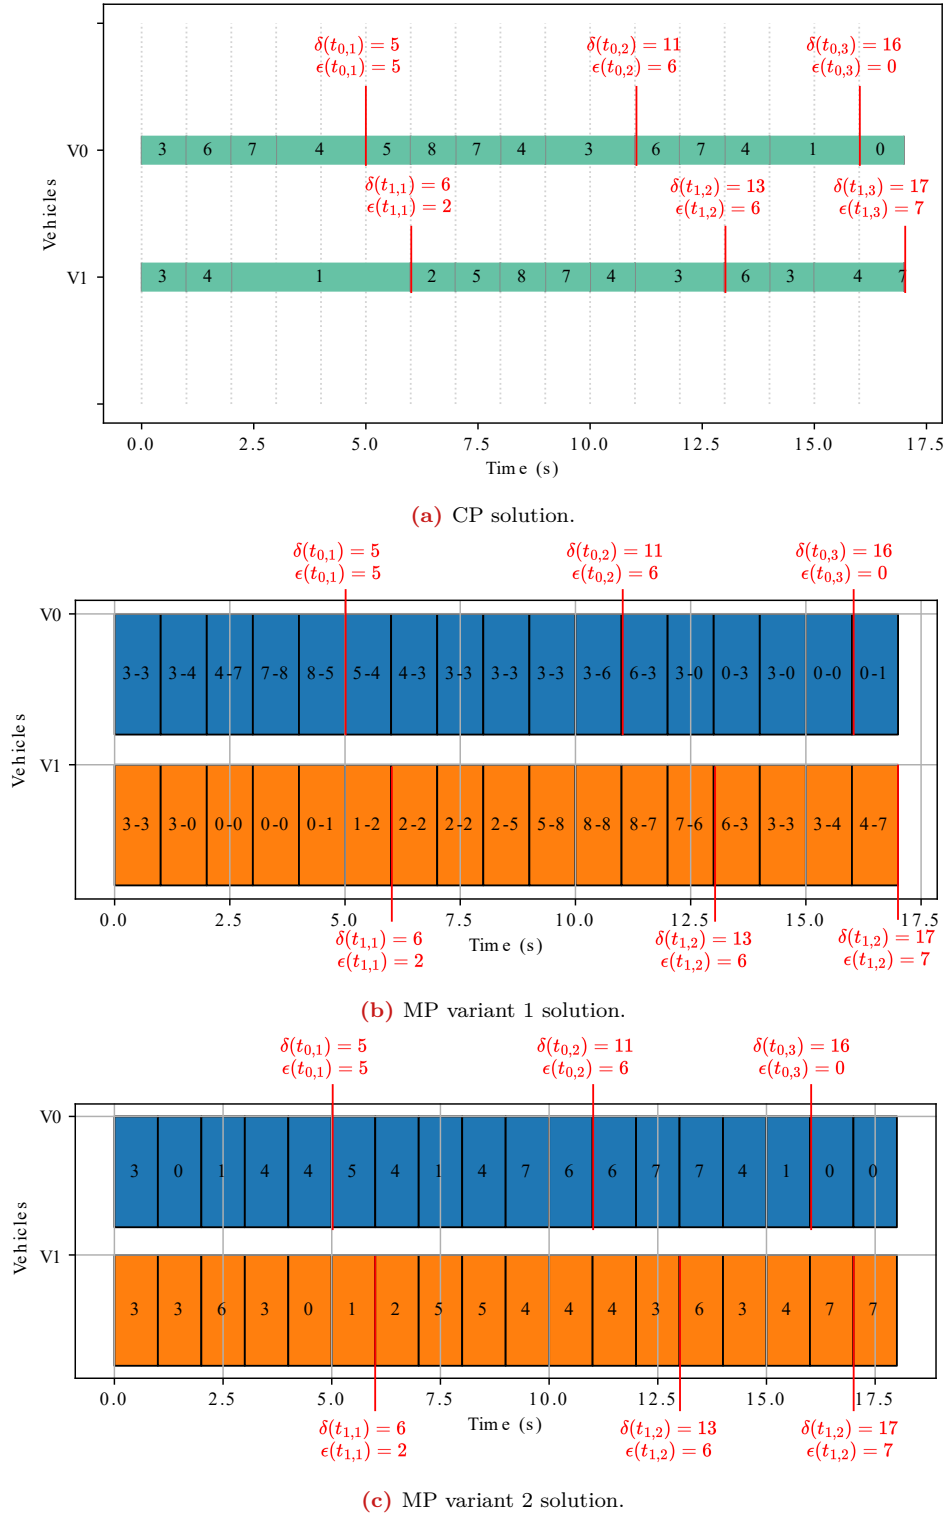 δ(t0,1) = 5 δ(t0,2) = 11 δ(t0,3) = 16
ϵ(t0,1) = 5 ϵ(t0,2) = 6 ϵ(t0,3) = 0
V0 3 6 7 4 5 8 7 4 3 6 7 4 1 0
δ(t1,1) = 6 δ(t1,2) = 13 δ(t1,3) = 17
ϵ(t1,1) = 2 ϵ(t1,2) = 6 ϵ(t1,3) = 7
Vehicles
V1 3 4 1 2 5 8 7 4 3 6 3 4 7
0.0 2.5 5.0 7.5 10.0 12.5 15.0 17.5
Time (s)
(a) CP solution.
δ(t0,1) = 5 δ(t0,2) = 11 δ(t0,3) = 16
ϵ(t0,1) = 5 ϵ(t0,2) = 6 ϵ(t0,3) = 0
V0
3-3 3-4 4-7 7-8 8-5 5-4 4-3 3-3 3-3 3-3 3-6 6-3 3-0 0-3 3-0 0-0 0-1
Vehicles
V1
3-3 3-0 0-0 0-0 0-1 1-2 2-2 2-2 2-5 5-8 8-8 8-7 7-6 6-3 3-3 3-4 4-7
0.0 2.5 5.0 7.5 10.0 12.5 15.0 17.5
Time (s)
δ(t1,1) = 6 δ(t1,2) = 13 δ(t1,2) = 17
ϵ(t1,1) = 2 ϵ(t1,2) = 6 ϵ(t1,2) = 7
(b) MP variant 1 solution.
δ(t0,1) = 5 δ(t0,2) = 11 δ(t0,3) = 16
ϵ(t0,1) = 5 ϵ(t0,2) = 6 ϵ(t0,3) = 0
V0
3 0 1 4 4 5 4 1 4 7 6 6 7 7 4 1 0 0
Vehicles
V1
3 3 6 3 0 1 2 5 5 4 4 4 3 6 3 4 7 7
0.0 2.5 5.0 7.5 10.0 12.5 15.0 17.5
Time (s)
δ(t1,1) = 6 δ(t1,2) = 13 δ(t1,2) = 17
ϵ(t1,1) = 2 ϵ(t1,2) = 6 ϵ(t1,2) = 7
(c) MP variant 2 solution.